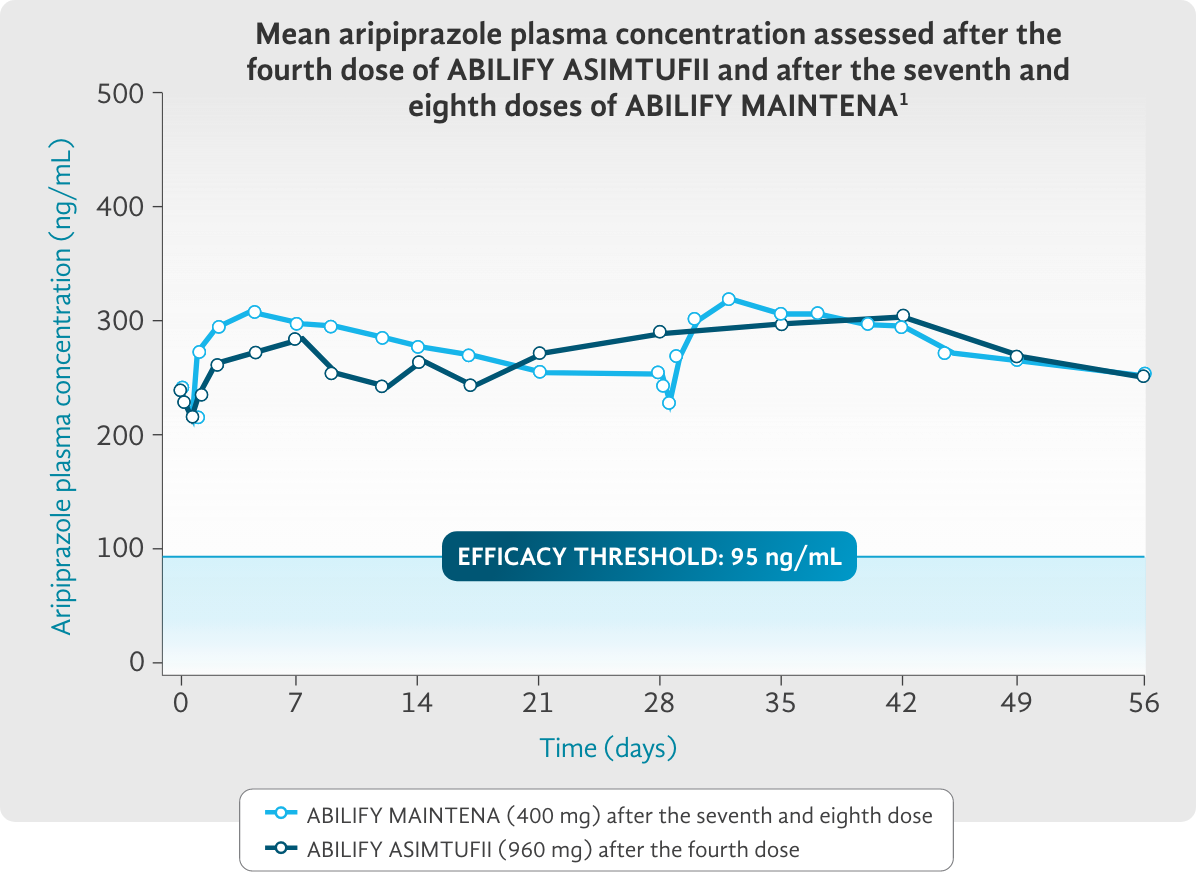 Mean aripiprazole plasma concentration assessed after the
fourth dose of ABILIFY ASIMTUFII and after the seventh and
eighth doses of ABILIFY MAINTENA1
Aripiprazole plasma concentration (ng/mL)
500
400
300
200
100
0
EFFICACY THRESHOLD: 95 ng/mL
0 7 14 21 28 35 42 49 56
Time (days)
ABILIFY MAINTENA (400 mg) after the seventh and eighth dose
ABILIFY ASIMTUFII (960 mg) after the fourth dose